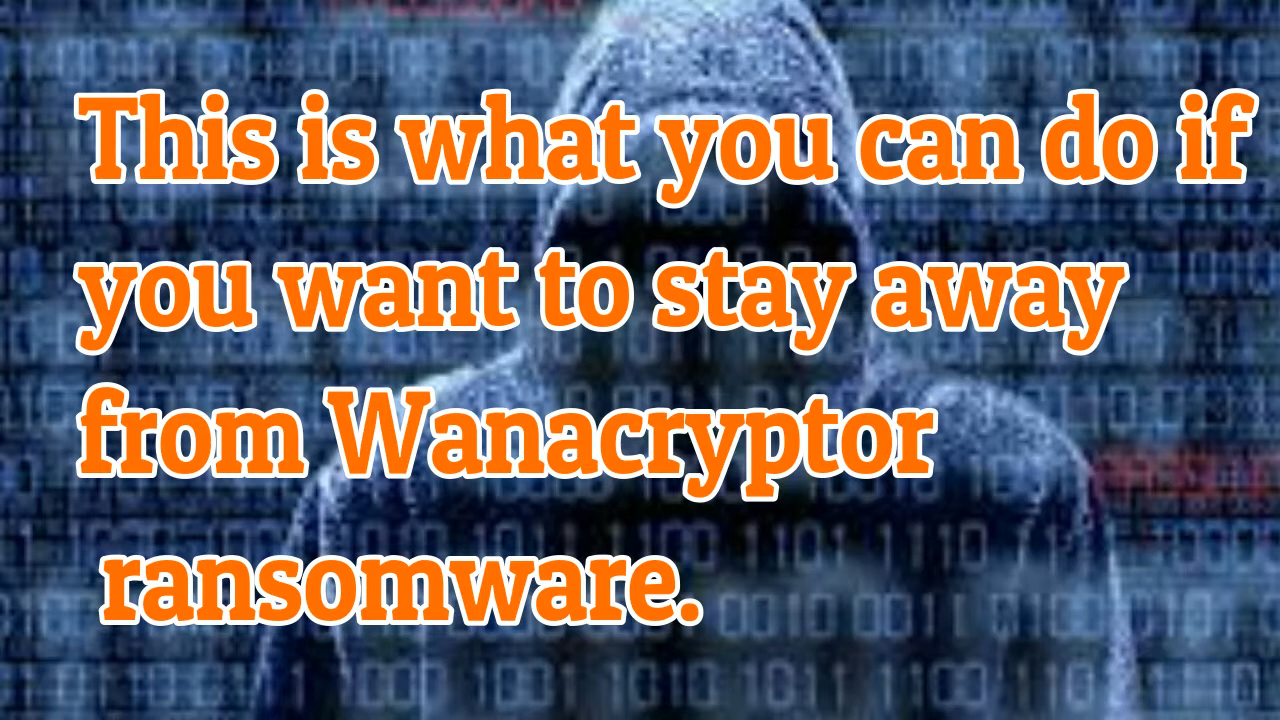 This is what you can do if
you want to stay away
from Wanacryptor
ransomware.